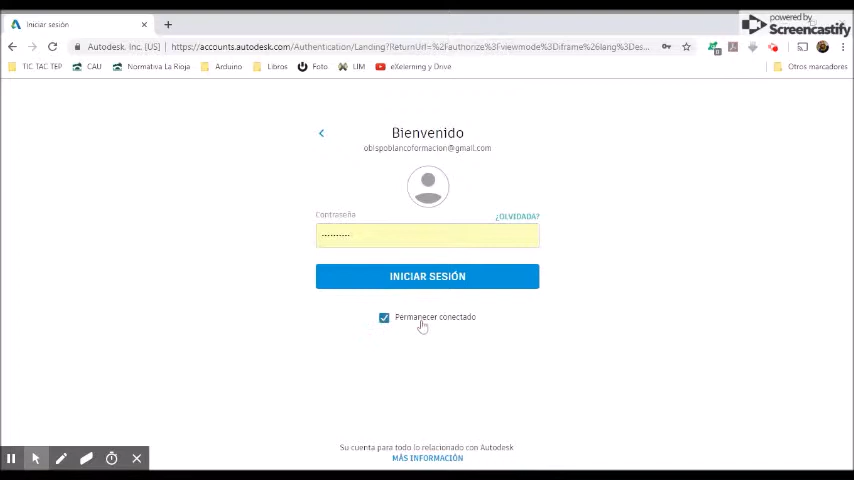 Iniciar sesión
powered by
Screencastify
Autodesk, Inc. [US]
https://accounts.autodesk.com/Authentication/Landing?ReturnUrl=%2Fauthorize%3Fviewmode%3Diframe%26lang%3Des...
TIC TAC TEP
CAU
Normativa La Rioja
Arduino
Libros
Foto
LIM
eXelerning y Drive
Otros marcadores
Bienvenido
obispoblancoformacion@gmail.com
Contraseña
¿OLVIDADA?
INICIAR SESIÓN
Permanecer conectado
Su cuenta para todo lo relacionado con Autodesk
MÁS INFORMACIÓN